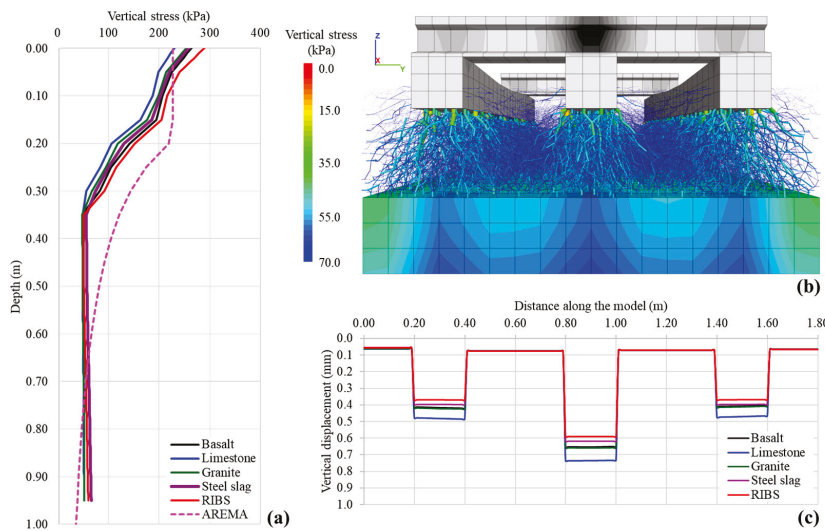 Vertical stress (kPa)
0 100 200 300 400
0.00
0.10
0.20
0.30
0.40
0.50
0.60
0.70
0.80
0.90
1.00
Depth (m)
Basalt
Limestone
Granite
Steel slag
RIBS
AREMA
(a)
Vertical stress
(kPa)
0.0
15.0
35.0
55.0
70.0
Z
X
Y
(b)
Distance along the model (m)
0.00 0.20 0.40 0.60 0.80 1.00 1.20 1.40 1.60 1.80
0.0
0.1
0.2
0.3
0.4
0.5
0.6
0.7
0.8
0.9
1.0
Vertical displacement (mm)
Basalt
Limestone
Granite
Steel slag
RIBS
(c)